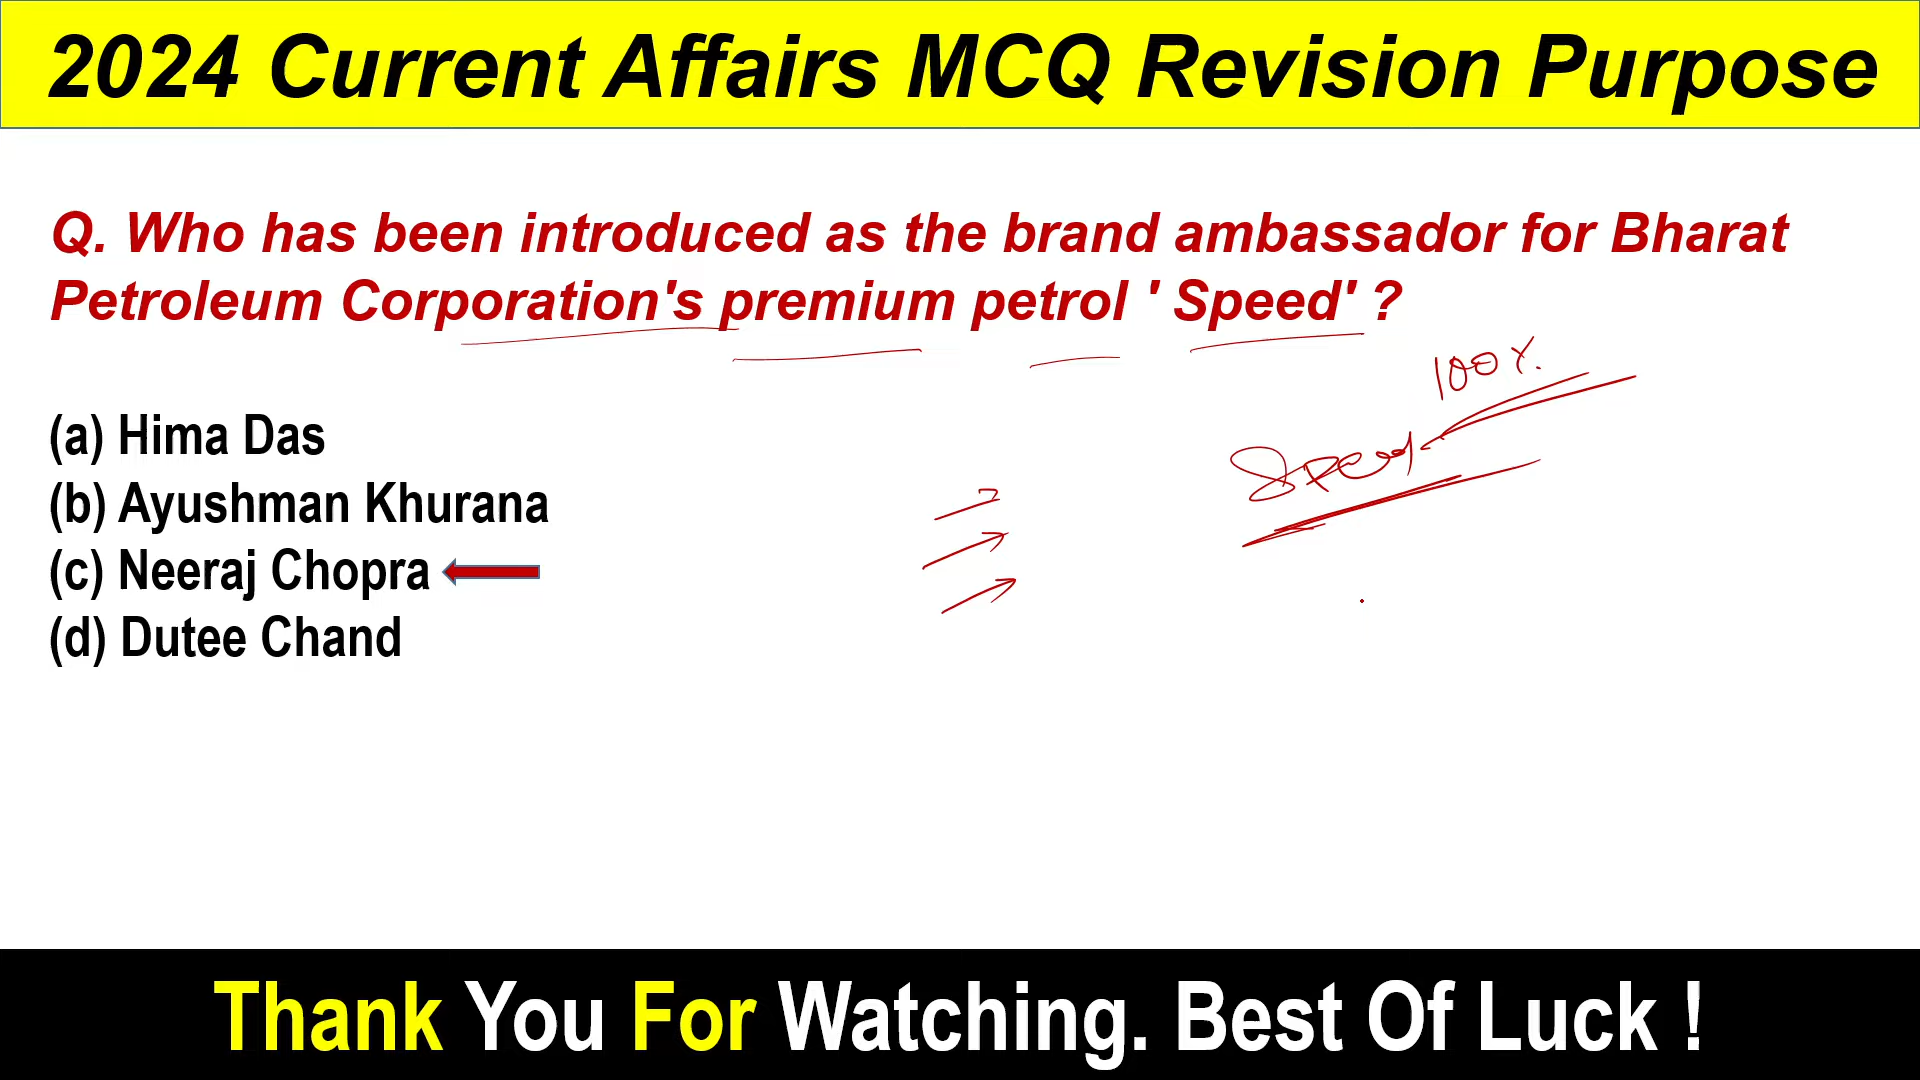 2024 Current Affairs MCQ Revision Purpose
Q. Who has been introduced as the brand ambassador for Bharat
Petroleum Corporation's premium petrol ' Speed' ?
100%.
Speed
(a) Hima Das
(b) Ayushman Khurana
(c) Neeraj Chopra
(d) Dutee Chand
Thank You For Watching. Best Of Luck !